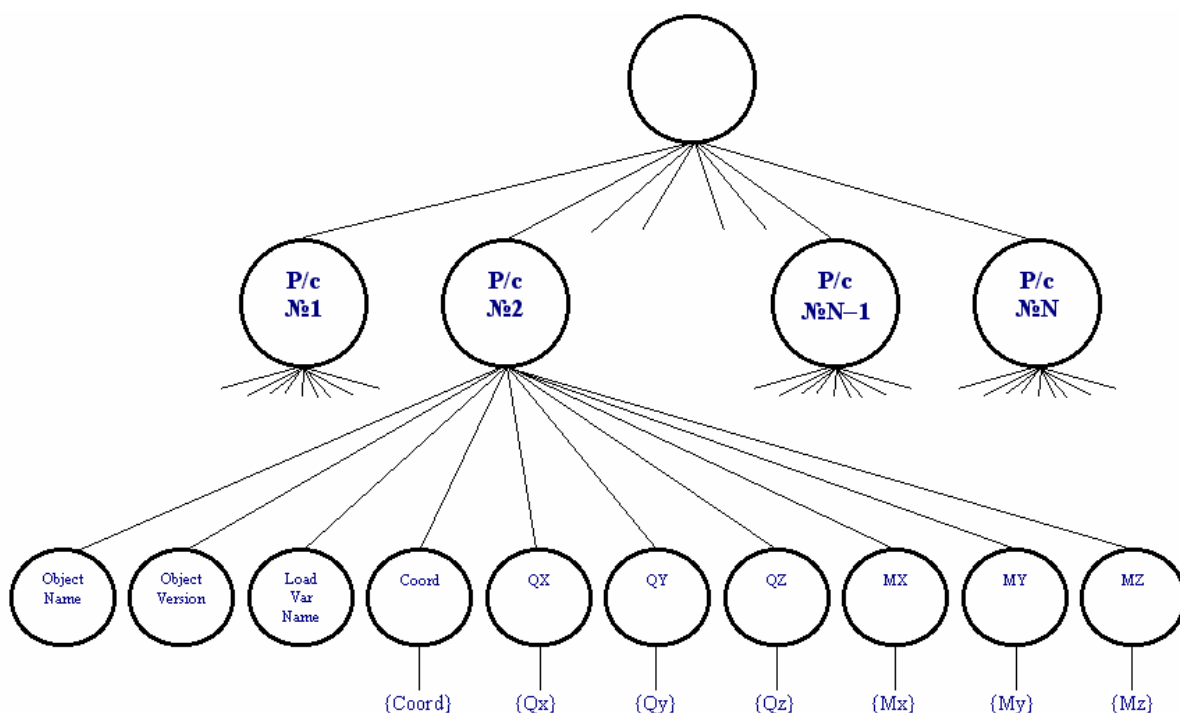 P/c
№1
P/c
№2
P/c
№N–1
P/c
№N
Object
Name
Object
Version
Load
Var
Name
Coord
QX
QY
QZ
MX
MY
MZ
{Coord}
{Qx}
{Qy}
{Qz}
{Mx}
{My}
{Mz}